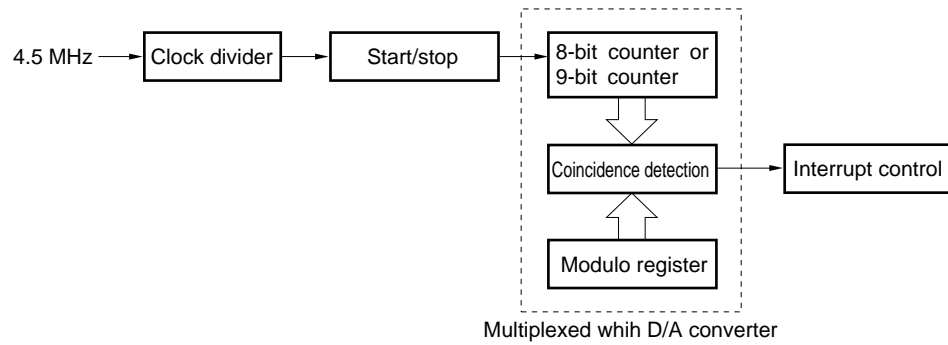 4.5 MHz
Clock divider
Start/stop
8-bit counter or
9-bit counter
Coincidence detection
Interrupt control
Modulo register
Multiplexed whih D/A converter